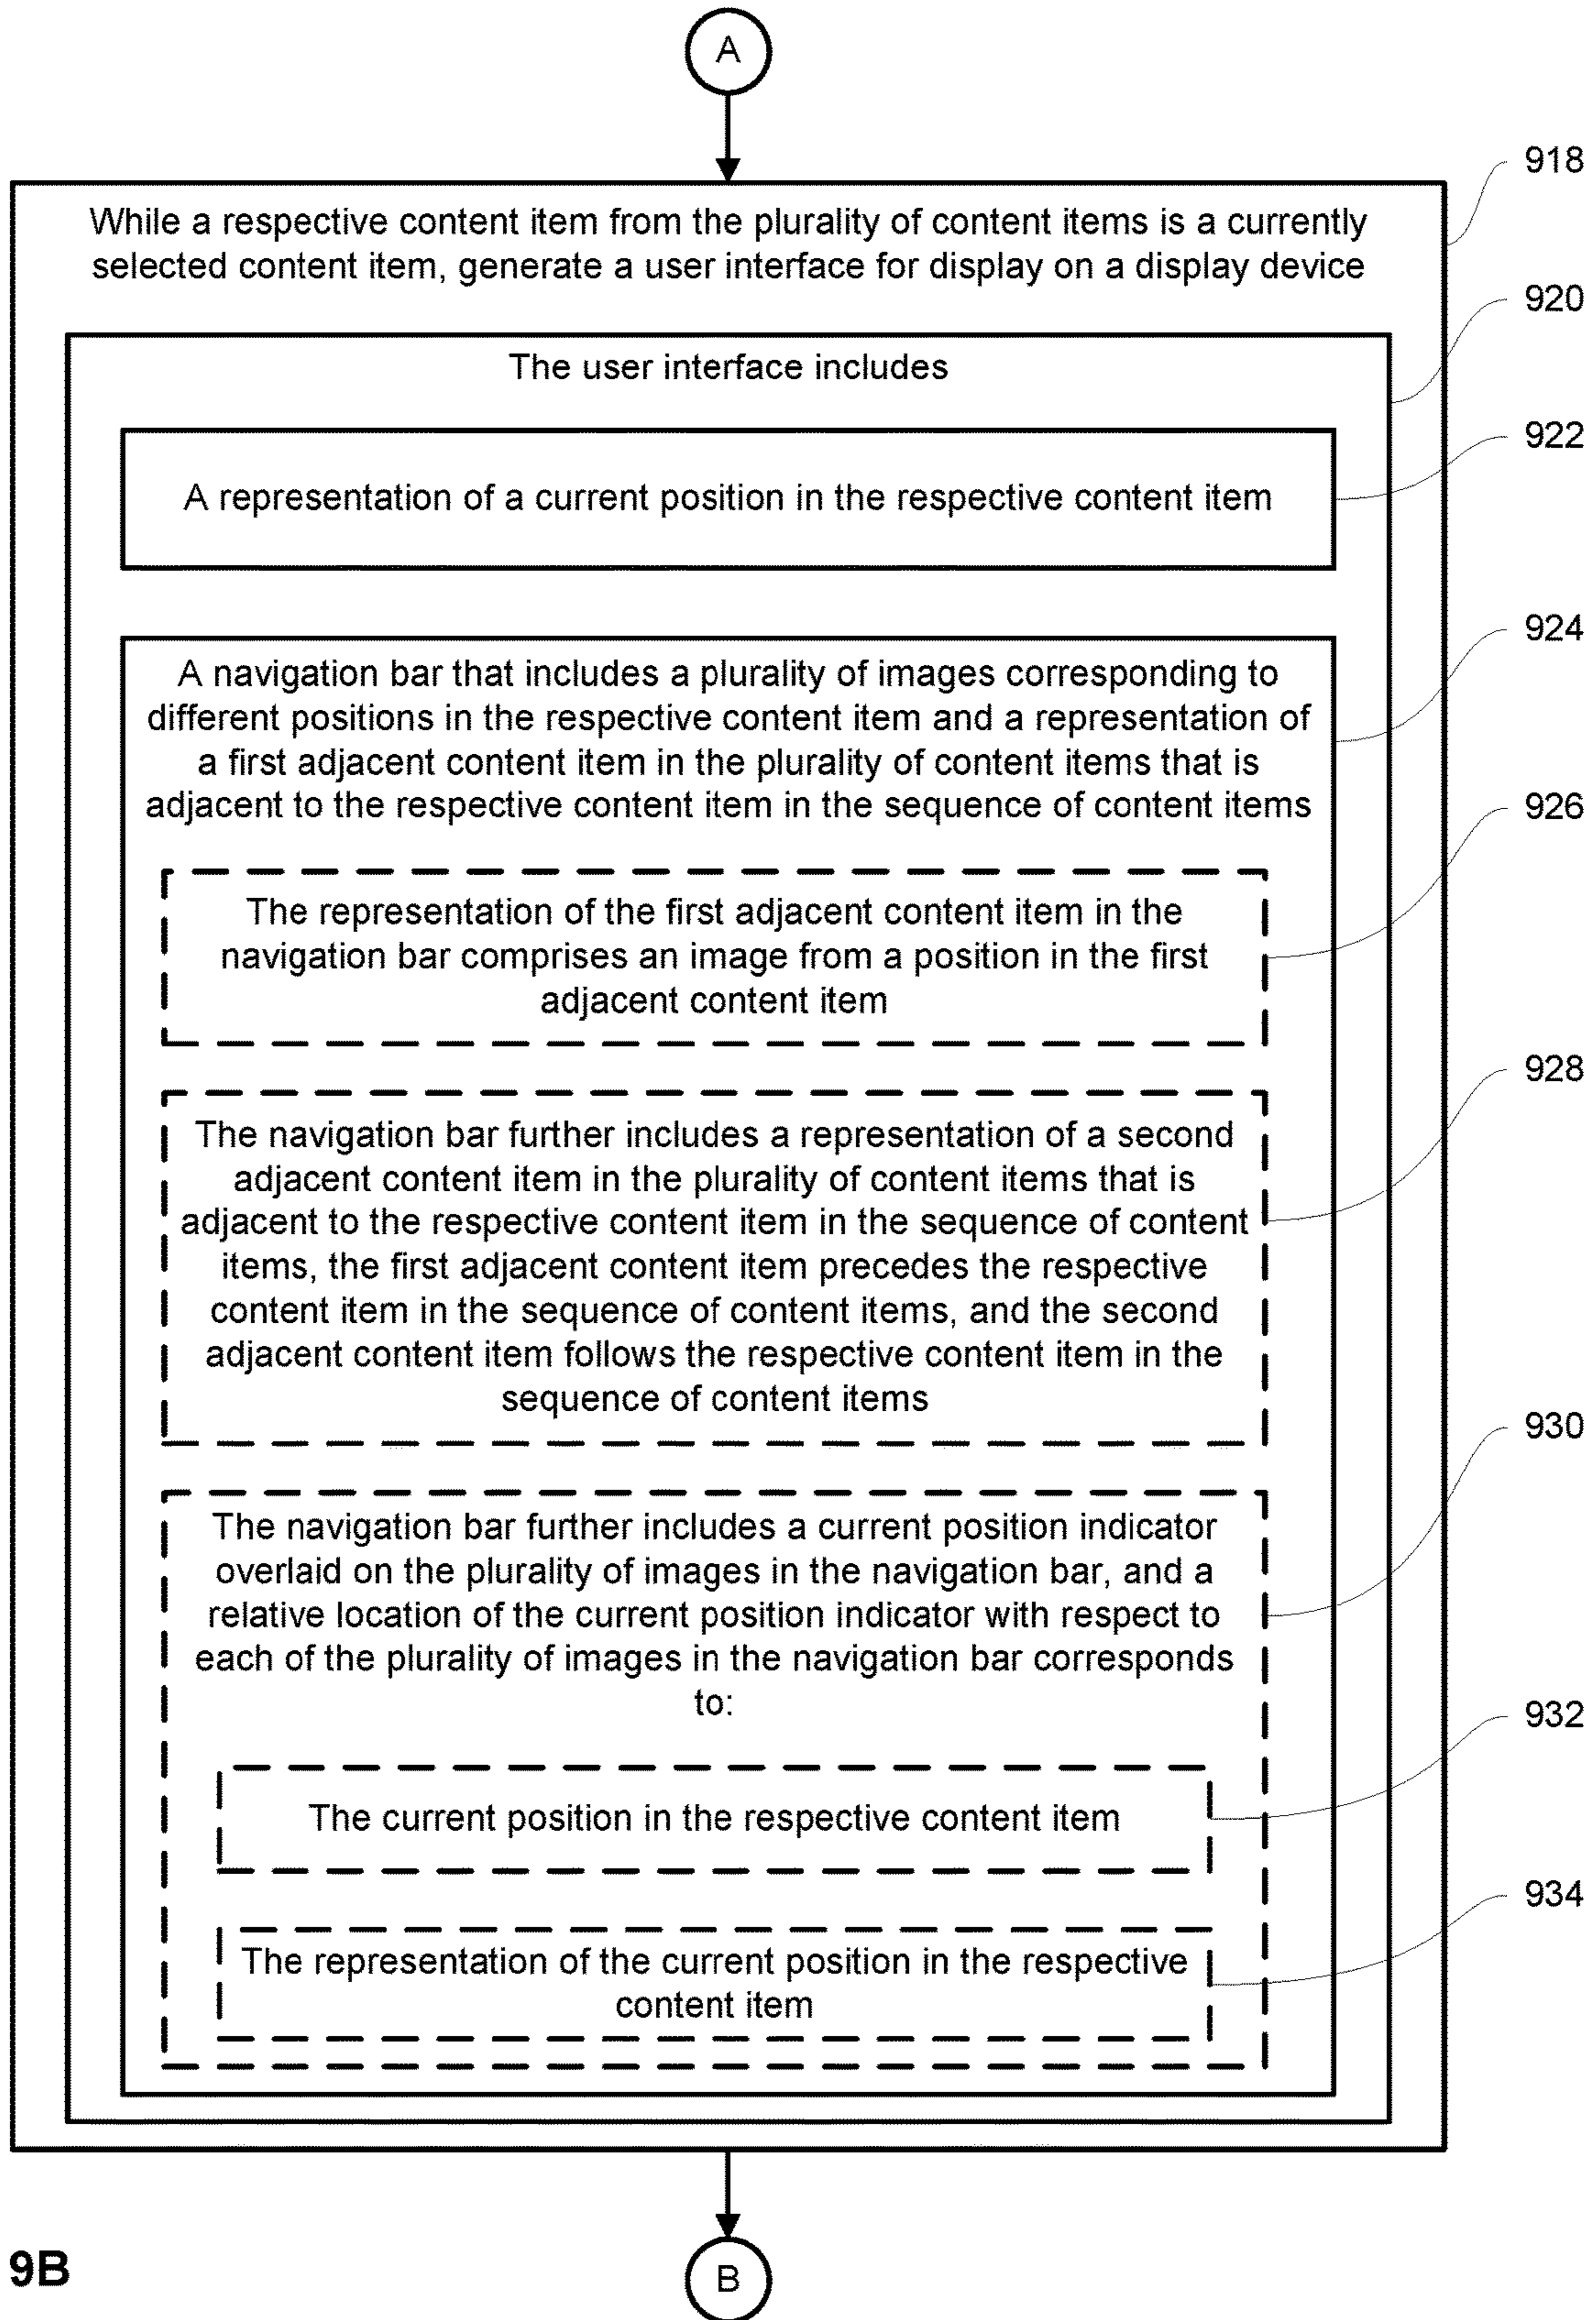 A
918
While a respective content item from the plurality of content items is a currently
selected content item, generate a user interface for display on a display device
920
The user interface includes
922
A representation of a current position in the respective content item
924
A navigation bar that includes a plurality of images corresponding to
different positions in the respective content item and a representation of
a first adjacent content item in the plurality of content items that is
adjacent to the respective content item in the sequence of content items
926
The representation of the first adjacent content item in the
navigation bar comprises an image from a position in the first
adjacent content item
928
The navigation bar further includes a representation of a second
adjacent content item in the plurality of content items that is
adjacent to the respective content item in the sequence of content
items, the first adjacent content item precedes the respective
content item in the sequence of content items, and the second
adjacent content item follows the respective content item in the
sequence of content items
930
The navigation bar further includes a current position indicator
overlaid on the plurality of images in the navigation bar, and a
relative location of the current position indicator with respect to
each of the plurality of images in the navigation bar corresponds
to:
932
The current position in the respective content item
934
The representation of the current position in the respective
content item
9B
B